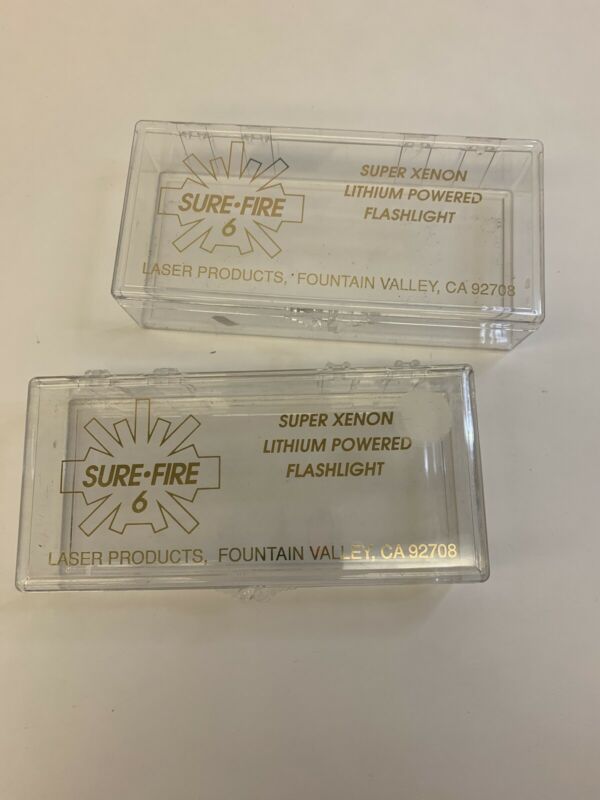 SURE•FIRE
6
SUPER XENON
LITHIUM POWERED
FLASHLIGHT
LASER PRODUCTS, FOUNTAIN VALLEY, CA 92708
SURE•FIRE
6
SUPER XENON
LITHIUM POWERED
FLASHLIGHT
LASER PRODUCTS, FOUNTAIN VALLEY, CA 92708